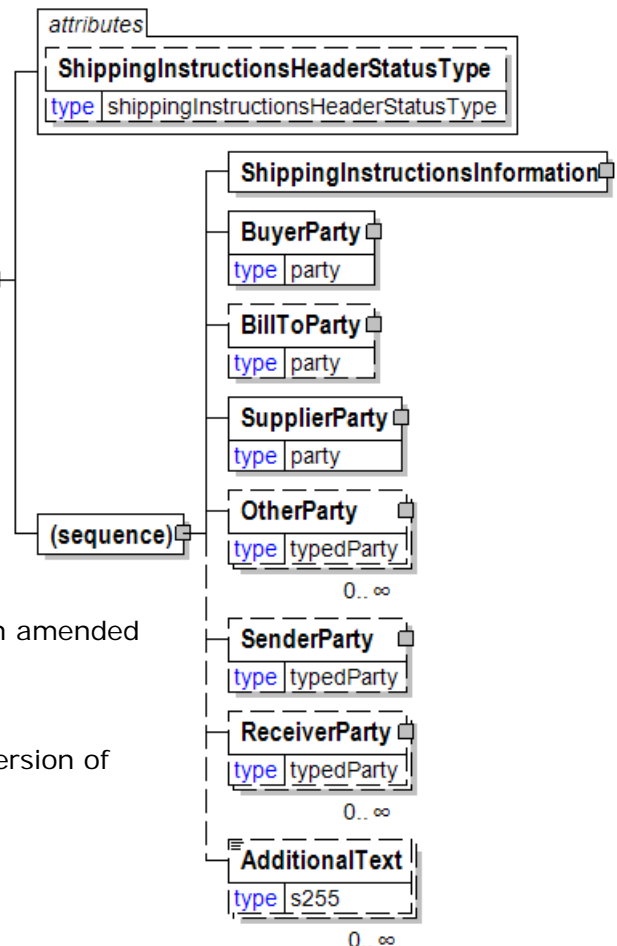 attributes
ShippingInstructionsHeaderStatusType
type shippingInstructionsHeaderStatusType
ShippingInstructionsInformation
BuyerParty
type party
BillToParty
type party
SupplierParty
type party
(sequence)
OtherParty
type typedParty
0.. ∞
n amended
SenderParty
type typedParty
ersion of
ReceiverParty
type typedParty
0.. ∞
AdditionalText
type s255
0.. ∞